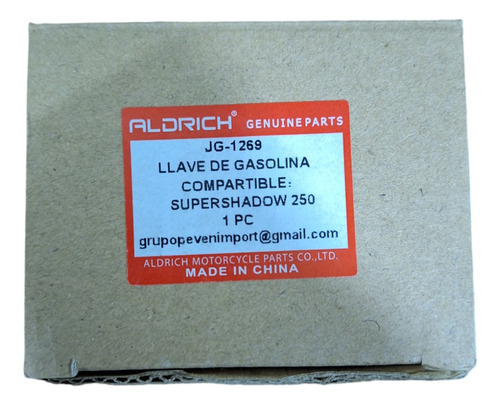 ALDRICH® GENUINE PARTS
JG-1269
LLAVE DE GASOLINA
COMPARTIBLE:
SUPERSHADOW 250
1 PC
grupopevenimport@gmail.com
ALDRICH MOTORCYCLE PARTS CO.,LTD.
MADE IN CHINA